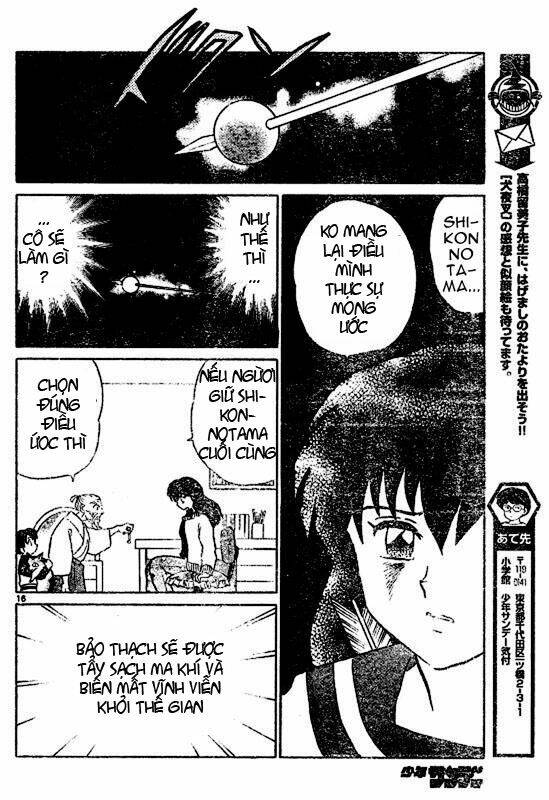 SHI-
KON
NO
TA-
MA...
KO MANG
LẠI ĐIỀU
MÌNH
THỰC SỰ
MONG
ƯỚC
NHƯ
THẾ
THÌ
...
...
CÔ SẼ
LÀM GÌ
?
NẾU NGƯƠI
GIỮ SHI-
KON-
NOTAMA
CUỐI CÙNG
CHỌN
ĐÚNG
ĐIỀU
ƯỚC THÌ
16
BẢO THẠCH SẼ ĐƯỢC
TẨY SẠCH MA KHÍ VÀ
BIẾN MẤT VĨNH VIỄN
KHỎI THẾ GIAN
高橋留美子先生に、はげましのおたよりを出そう!!
『犬夜叉』の感想と似顔絵も待ってます。
あて先
東京都千代田区一ツ橋2-3-1
小学館 少年サンデー気付